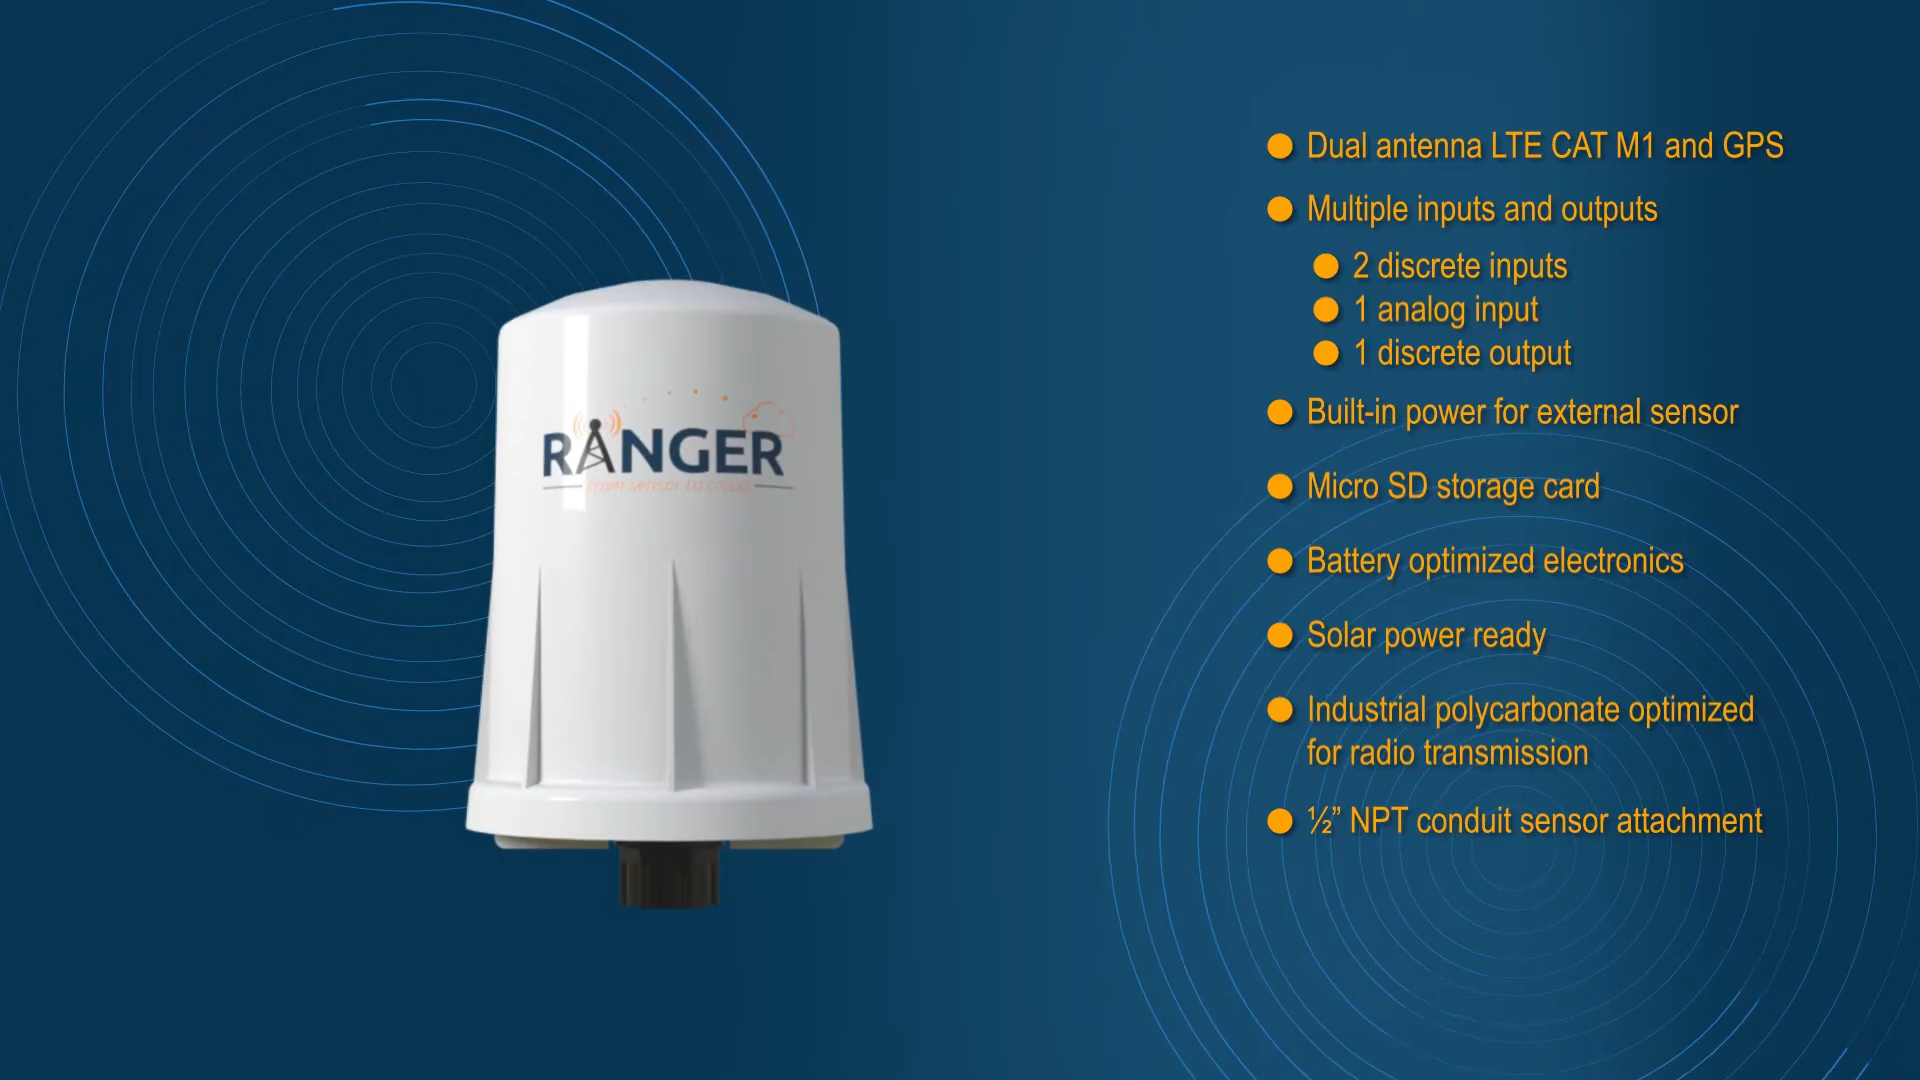 RANGER
from sensor to cloud
Dual antenna LTE CAT M1 and GPS
Multiple inputs and outputs
2 discrete inputs
1 analog input
1 discrete output
Built-in power for external sensor
Micro SD storage card
Battery optimized electronics
Solar power ready
Industrial polycarbonate optimized
for radio transmission
½” NPT conduit sensor attachment